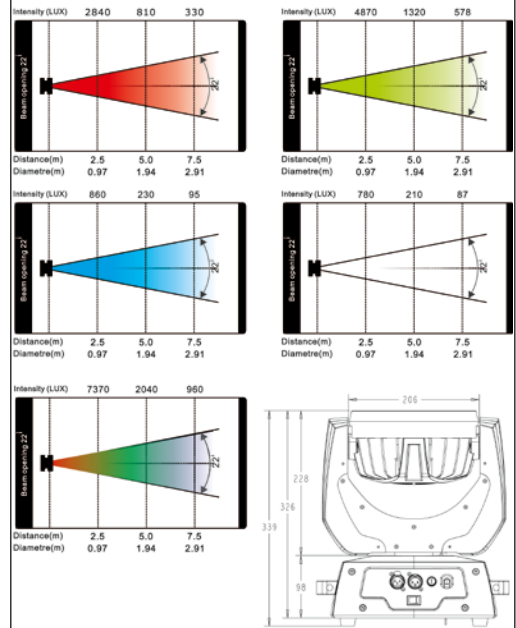 Intensity (LUX) 2840 810 330
Beam opening 22°
22°
Distance(m) 2.5 5.0 7.5
Diametre(m) 0.97 1.94 2.91
Intensity (LUX) 4870 1320 578
Beam opening 22°
22°
Distance(m) 2.5 5.0 7.5
Diametre(m) 0.97 1.94 2.91
Intensity (LUX) 860 230 95
Beam opening 22°
22°
Distance(m) 2.5 5.0 7.5
Diametre(m) 0.97 1.94 2.91
Intensity (LUX) 780 210 87
Beam opening 22°
22°
Distance(m) 2.5 5.0 7.5
Diametre(m) 0.97 1.94 2.91
Intensity (LUX) 7370 2040 960
Beam opening 22°
22°
Distance(m) 2.5 5.0 7.5
Diametre(m) 0.97 1.94 2.91
206
228
326
339
98